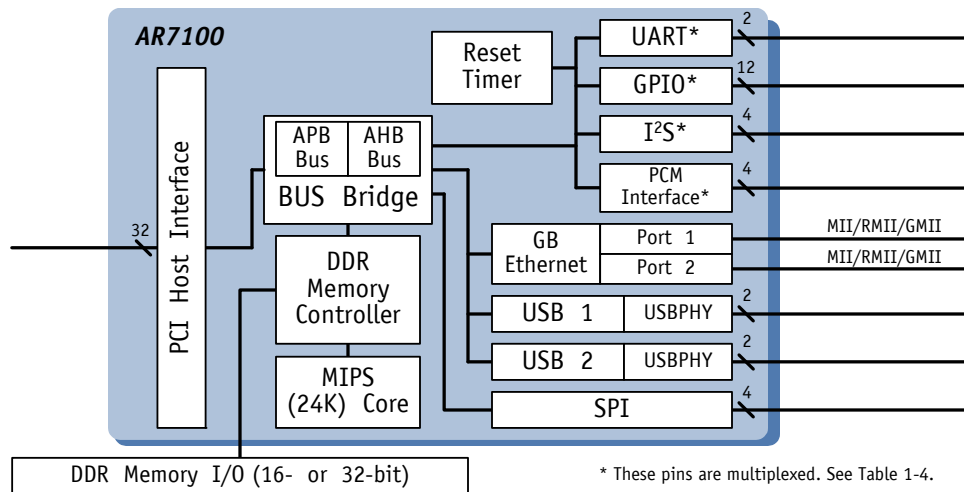 AR7100
PCI Host Interface
32
Reset
Timer
APB
Bus
AHB
Bus
BUS Bridge
DDR
Memory
Controller
MIPS
(24K) Core
UART*
2
GPIO*
12
I²S*
4
PCM
Interface*
4
GB
Ethernet
Port 1
MII/RMII/GMII
Port 2
MII/RMII/GMII
USB 1
USBPHY
2
USB 2
USBPHY
2
SPI
4
DDR Memory I/O (16- or 32-bit)
* These pins are multiplexed. See Table 1-4.